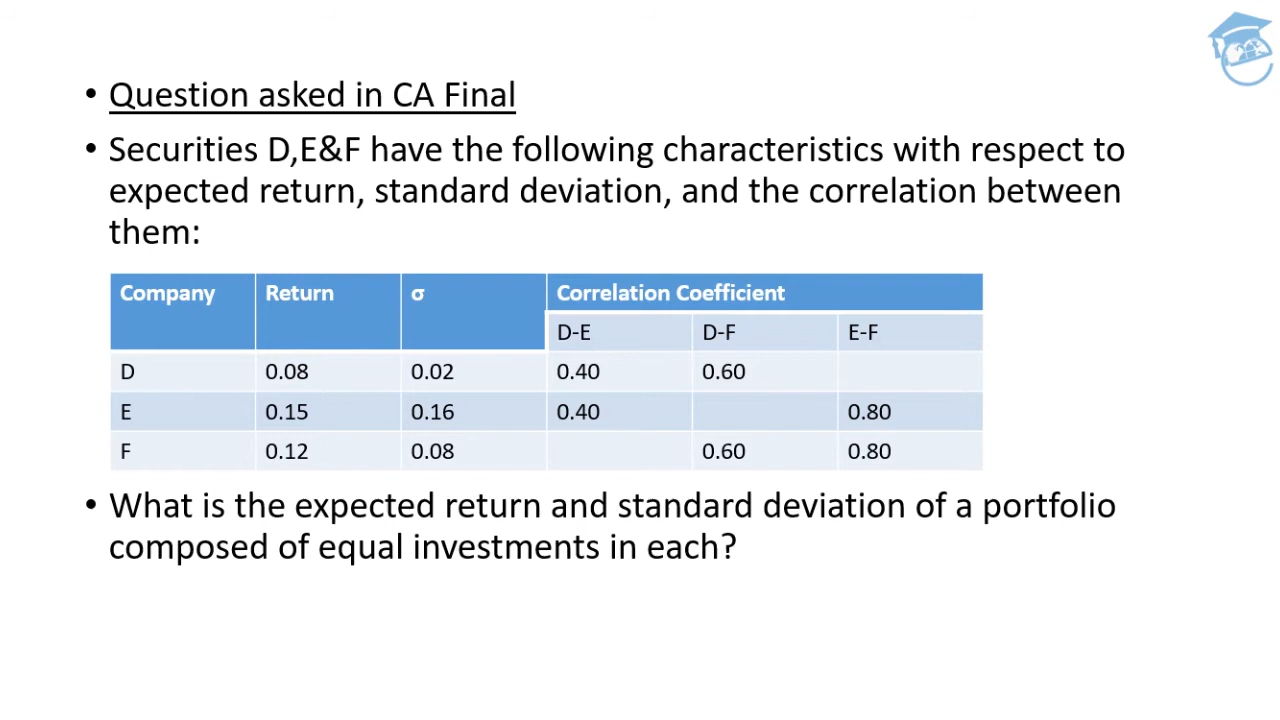 • Question asked in CA Final
• Securities D,E&F have the following characteristics with respect to
expected return, standard deviation, and the correlation between
them:
Company Return σ Correlation Coefficient
D-E D-F E-F
D 0.08 0.02 0.40 0.60
E 0.15 0.16 0.40 0.80
F 0.12 0.08 0.60 0.80
• What is the expected return and standard deviation of a portfolio
composed of equal investments in each?